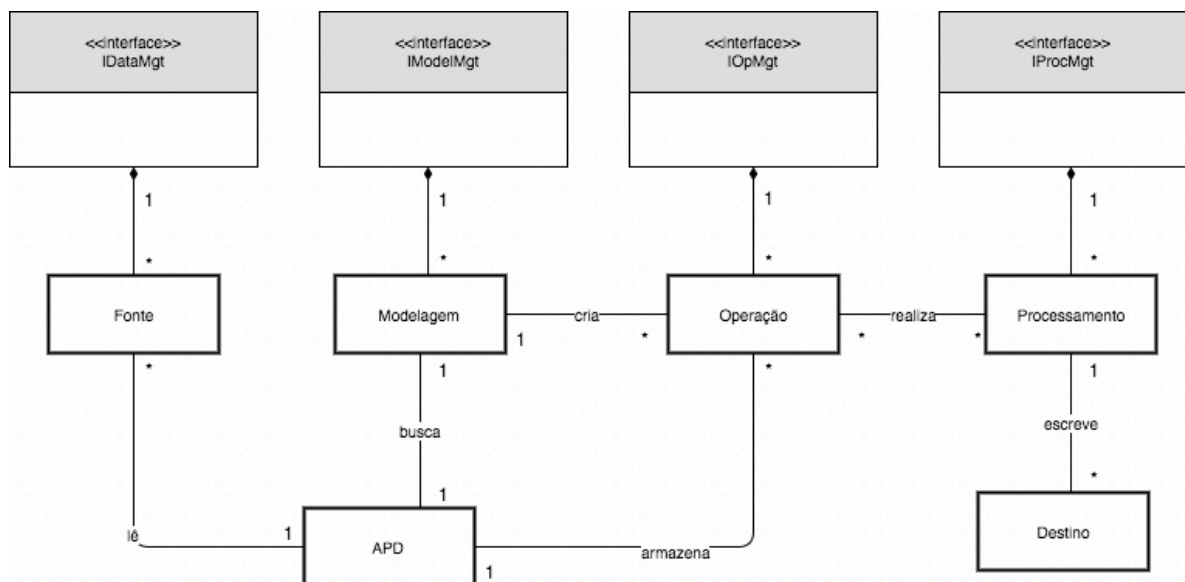 <<interface>>
IDataMgt
<<interface>>
IModelMgt
<<interface>>
IOpMgt
<<interface>>
IProcMgt
1
1
1
1
*
*
*
*
Fonte
Modelagem
cria
Operação
realiza
Processamento
1
*
*
*
*
1
*
1
busca
escreve
1
*
lê
1
APD
armazena
1
Destino